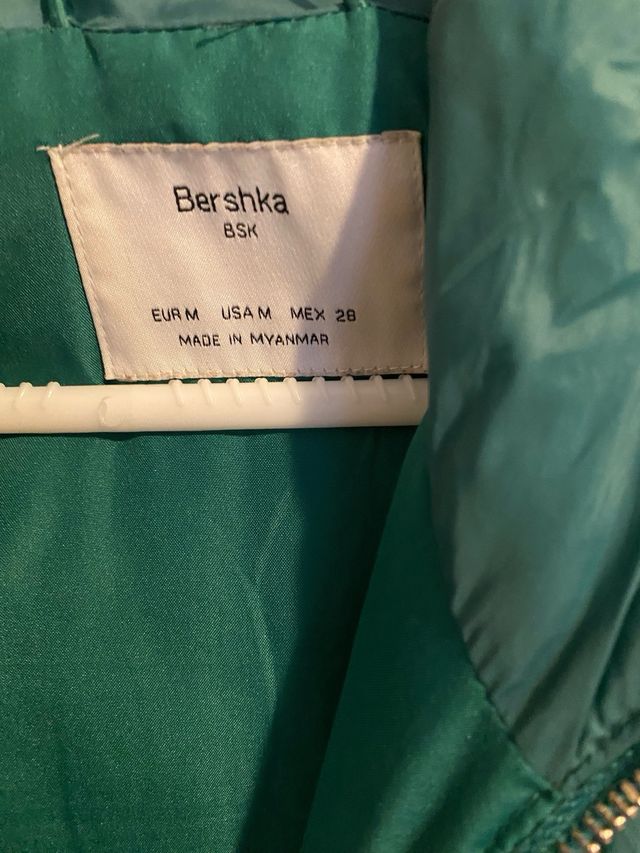 Bershka
BSK
EUR M USA M MEX 28
MADE IN MYANMAR